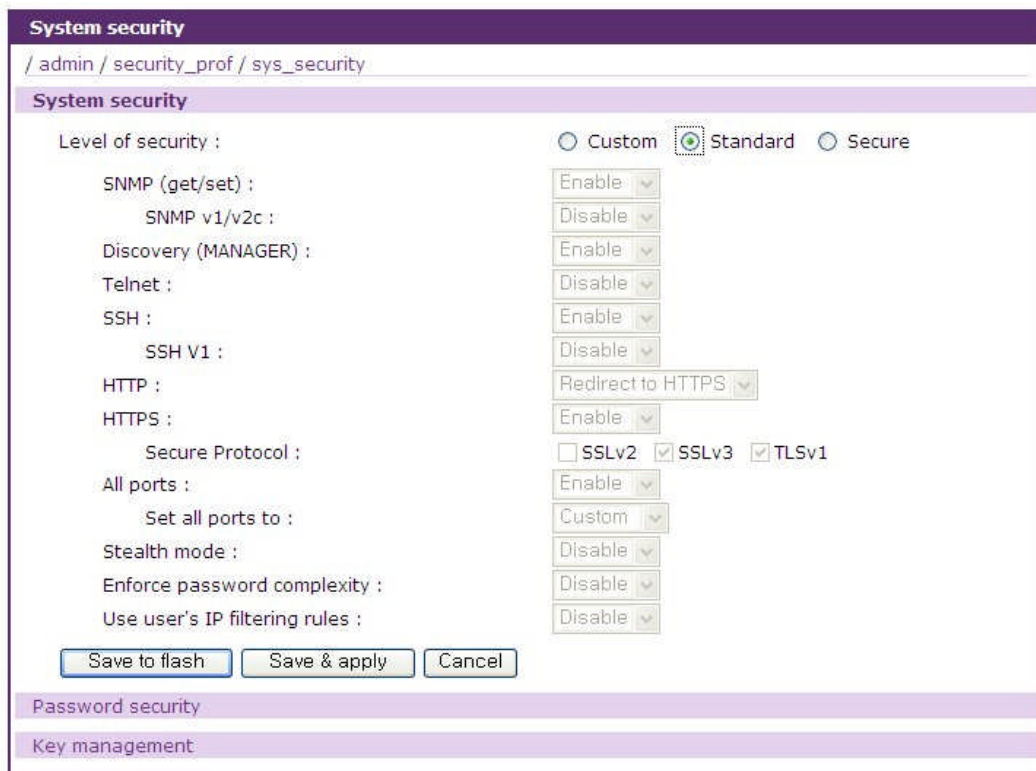 System security
/ admin / security_prof / sys_security
System security
Level of security : Custom Standard Secure
SNMP (get/set) : Enable
SNMP v1/v2c : Disable
Discovery (MANAGER) : Enable
Telnet : Disable
SSH : Enable
SSH V1 : Disable
HTTP : Redirect to HTTPS
HTTPS : Enable
Secure Protocol : SSLv2 SSLv3 TLSv1
All ports : Enable
Set all ports to : Custom
Stealth mode : Disable
Enforce password complexity : Disable
Use user's IP filtering rules : Disable
Save to flash Save & apply Cancel
Password security
Key management